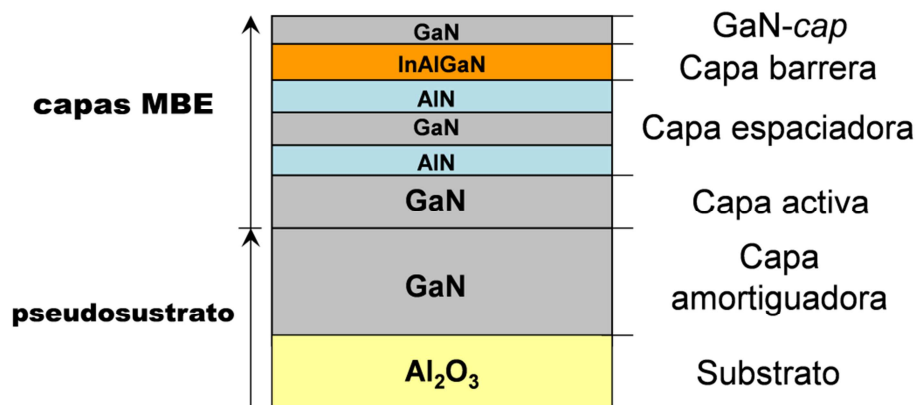 GaN
GaN-cap
InAlGaN
Capa barrera
capas MBE
AlN
GaN
Capa espaciadora
AlN
GaN
Capa activa
GaN
Capa
amortiguadora
pseudosustrato
Al₂O₃
Substrato